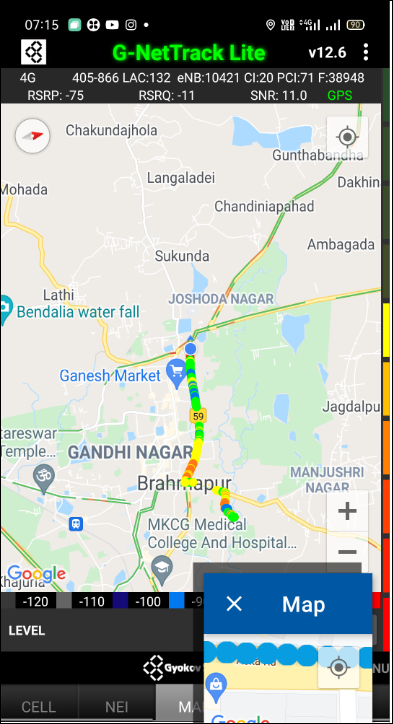 07:15
90
G-NetTrack Lite
v12.6
4G 405-866 LAC:132 eNB:10421 CI:20 PCI:71 F:38948
RSRP: -75 RSRQ: -11 SNR: 11.0 GPS
Chakundajhola
Gunthabandha
Langaladei
Mohada
Dakhin
Chandiniapahad
Ambagada
Sukunda
Lathi
JOSHODA NAGAR
Bendalia water fall
Ganesh Market
Jagdalpu
59
tareswar
Temple...
GANDHI NAGAR
Brahmapur
MANJUSHRI
NAGAR
MKCG Medical
College And Hospital...
Google
Khajuria
-120 -110 -100 -9
Map
LEVEL
Gyokov
NU
CELL NEI MA
Google